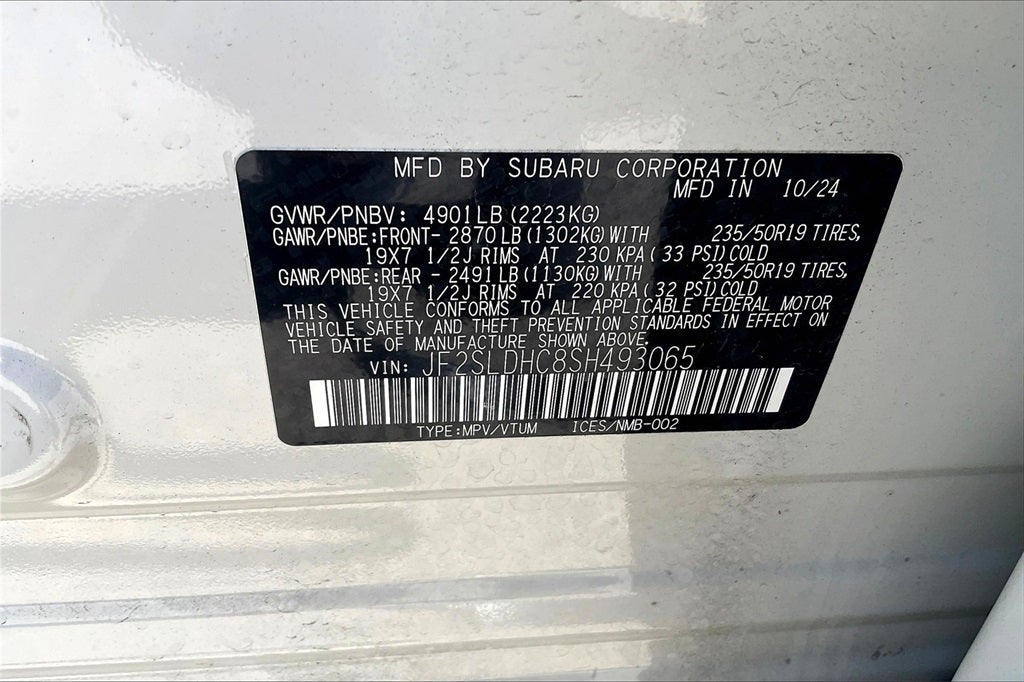 MFD BY SUBARU CORPORATION
MFD IN 10/24
GVWR/PNBV: 4901LB(2223KG)
GAWR/PNBE:FRONT- 2870LB(1302KG)WITH 235/50R19 TIRES,
19X7 1/2J RIMS AT 230 KPA(33 PSI)COLD
GAWR/PNBE:REAR - 2491LB(1130KG)WITH 235/50R19 TIRES,
19X7 1/2J RIMS AT 220 KPA(32 PSI)COLD
THIS VEHICLE CONFORMS TO ALL APPLICABLE FEDERAL MOTOR
VEHICLE SAFETY AND THEFT PREVENTION STANDARDS IN EFFECT ON
THE DATE OF MANUFACTURE SHOWN ABOVE.
VIN: JF2SLDHC8SH493065
TYPE:MPV/VTUM ICES/NMB-002